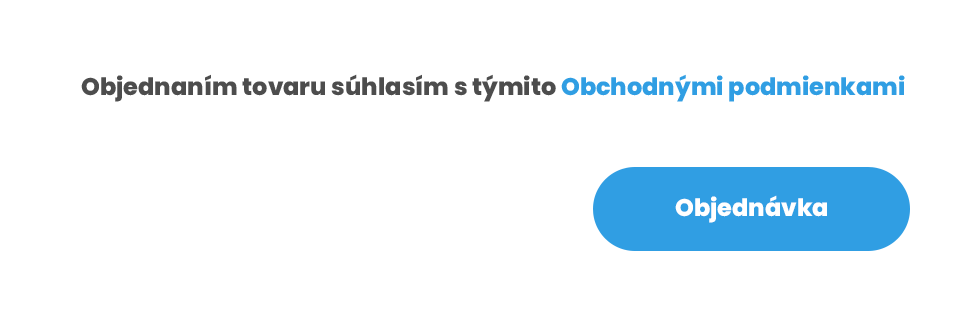 Objednaním tovaru súhlasím s týmito Obchodnými podmienkami
Objednávka